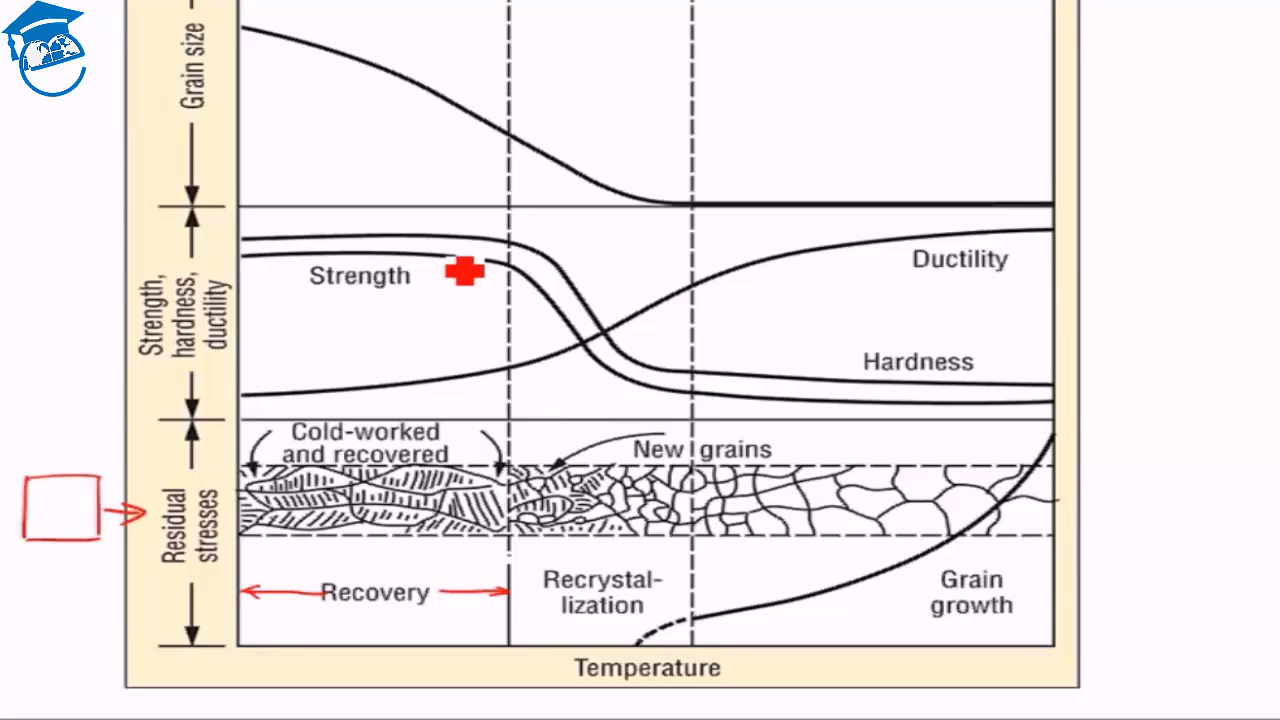 Grain size
Strength,
hardness,
ductility
Strength
Ductility
Hardness
Residual
stresses
Cold-worked
and recovered
New grains
Recovery
Recrystal-
lization
Grain
growth
Temperature